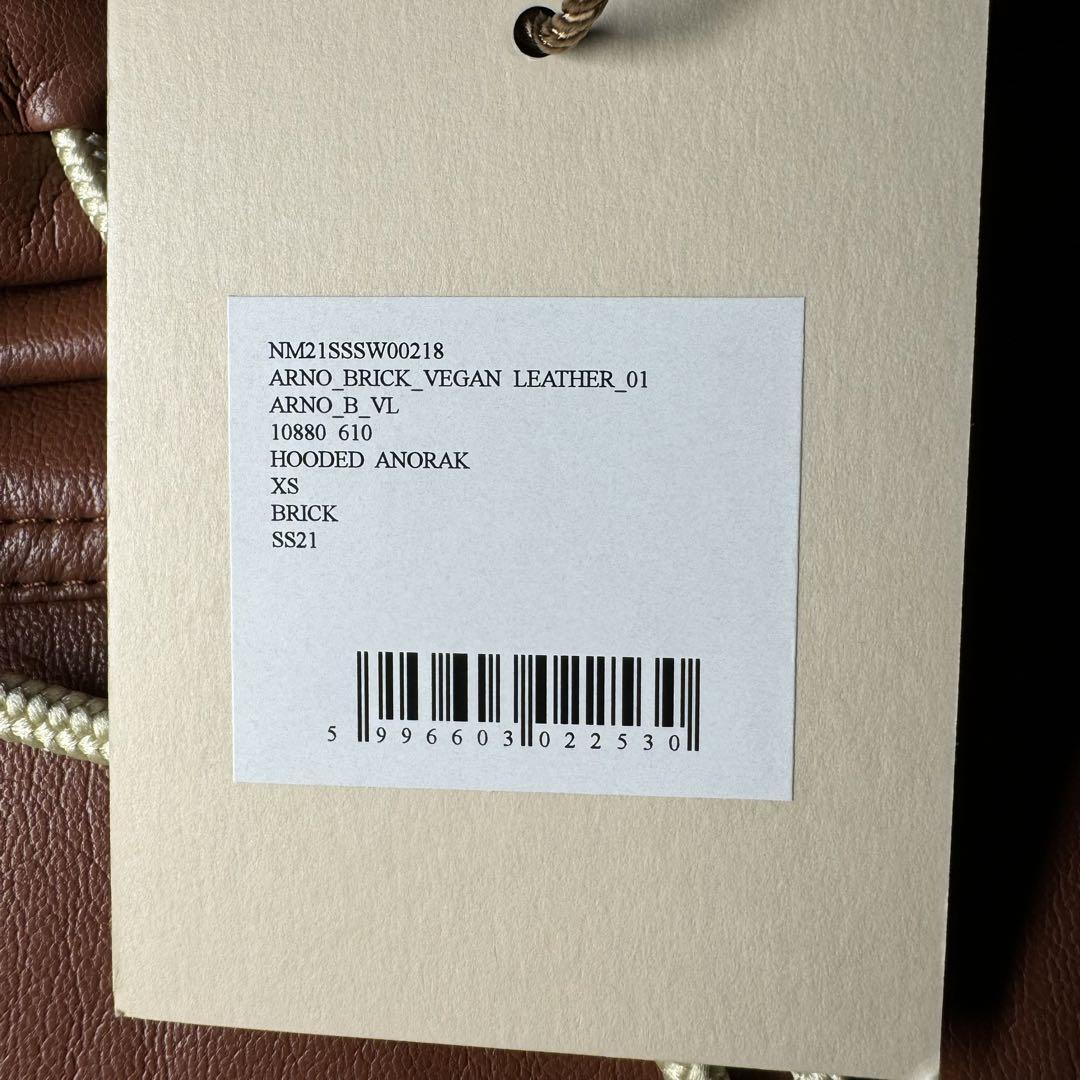 NM21SSSW00218
ARNO_BRICK_VEGAN LEATHER_01
ARNO_B_VL
10880 610
HOODED ANORAK
XS
BRICK
SS21
5 996603 022530